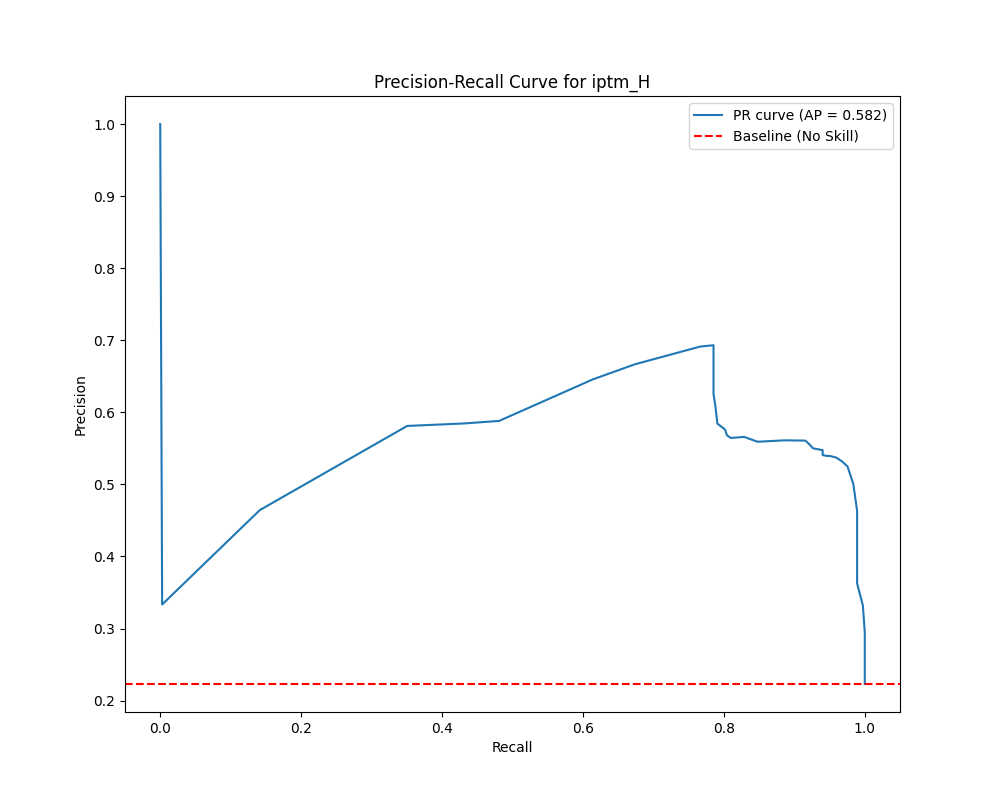 Precision-Recall Curve for iptm_H
PR curve (AP = 0.582)
Baseline (No Skill)
1.0
0.9
0.8
0.7
0.6
0.5
0.4
0.3
0.2
Precision
0.0 0.2 0.4 0.6 0.8 1.0
Recall